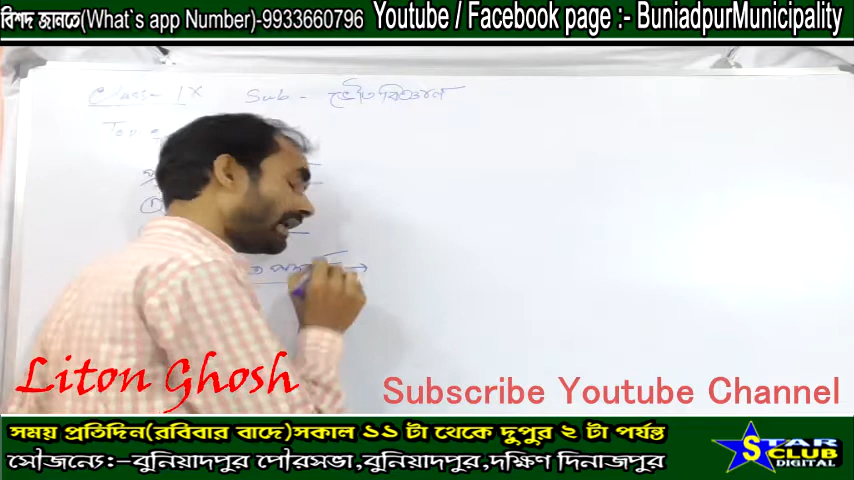 বিশদ জানতে(What`s app Number)-9933660796 Youtube / Facebook page :- BuniadpurMunicipality
Class - IX Sub - ভৌতবিজ্ঞান
Liton Ghosh
Subscribe Youtube Channel
সময় প্রতিদিন(রবিবার বাদে)সকাল ১১ টা থেকে দুপুর ২ টা পর্যন্ত
সৌজন্যে:-বুনিয়াদপুর পৌরসভা,বুনিয়াদপুর,দক্ষিণ দিনাজপুর
STAR CLUB
DIGITAL